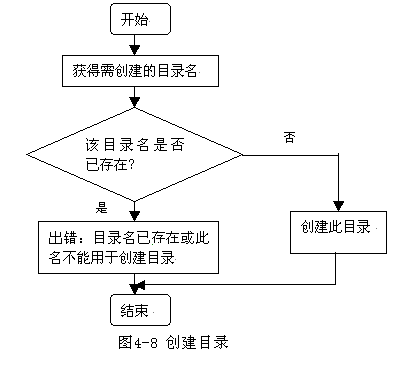 开始
获得需创建的目录名
该目录名是否
已存在?
否
是
出错：目录名已存在或此
名不能用于创建目录
创建此目录
结束
图4-8 创建目录